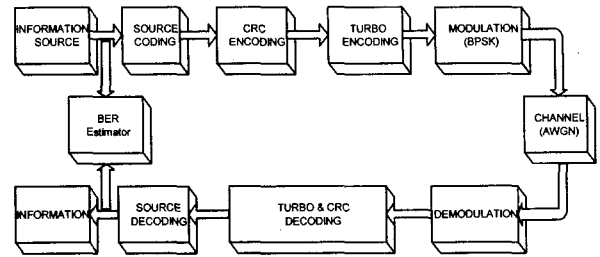 INFORMATION
SOURCE
SOURCE
CODING
CRC
ENCODING
TURBO
ENCODING
MODULATION
(BPSK)
BER
Estimator
CHANNEL
(AWGN)
INFORMATION
SOURCE
DECODING
TURBO & CRC
DECODING
DEMODULATION